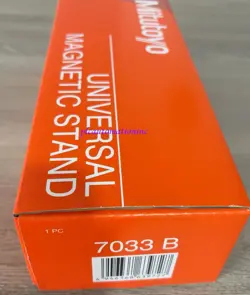 Mitutoyo
UNIVERSAL
MAGNETIC STAND
1 PC
7033 B